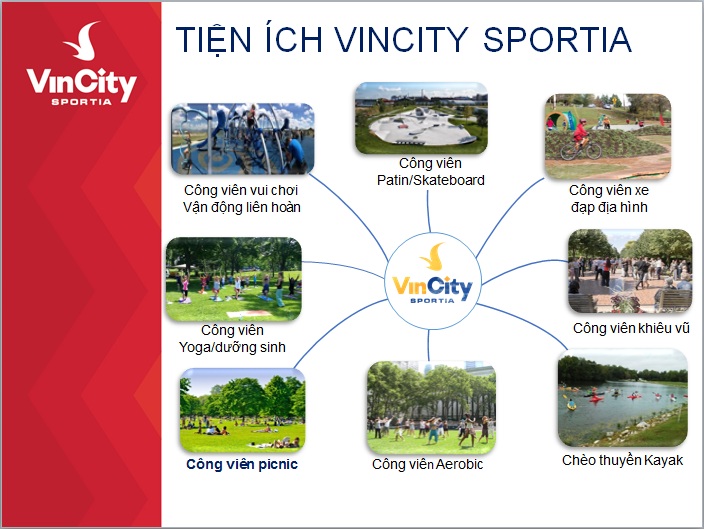 VinCity
SPORTIA
TIỆN ÍCH VINCITY SPORTIA
Công viên vui chơi
Vận động liên hoàn
Công viên
Patin/Skateboard
Công viên xe
đạp địa hình
VinCity
SPORTIA
Công viên
Yoga/dưỡng sinh
Công viên khiêu vũ
Công viên picnic
Công viên Aerobic
Chèo thuyền Kayak